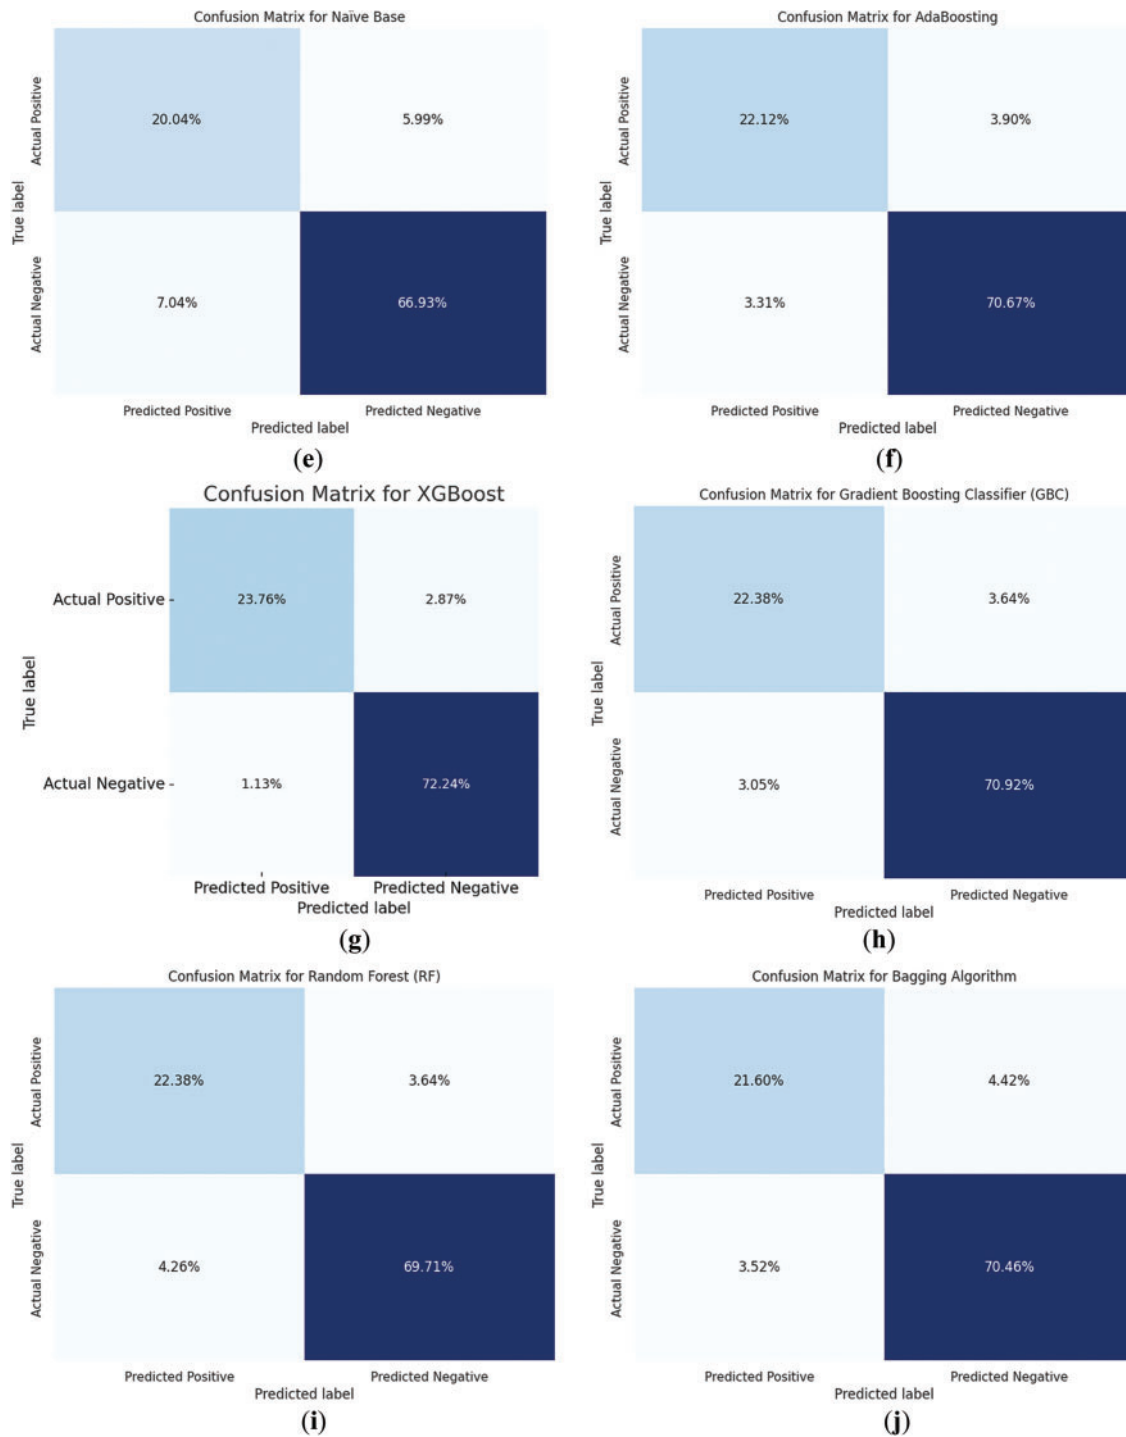 Confusion Matrix for Naïve Base
Actual Positive
20.04%
5.99%
True label
Actual Negative
7.04%
66.93%
Predicted Positive
Predicted Negative
Predicted label
(e)
Confusion Matrix for AdaBoosting
Actual Positive
22.12%
3.90%
True label
Actual Negative
3.31%
70.67%
Predicted Positive
Predicted Negative
Predicted label
(f)
Confusion Matrix for XGBoost
Actual Positive
23.76%
2.87%
True label
Actual Negative
1.13%
72.24%
Predicted Positive
Predicted Negative
Predicted label
(g)
Confusion Matrix for Gradient Boosting Classifier (GBC)
Actual Positive
22.38%
3.64%
True label
Actual Negative
3.05%
70.92%
Predicted Positive
Predicted Negative
Predicted label
(h)
Confusion Matrix for Random Forest (RF)
Actual Positive
22.38%
3.64%
True label
Actual Negative
4.26%
69.71%
Predicted Positive
Predicted Negative
Predicted label
(i)
Confusion Matrix for Bagging Algorithm
Actual Positive
21.60%
4.42%
True label
Actual Negative
3.52%
70.46%
Predicted Positive
Predicted Negative
Predicted label
(j)